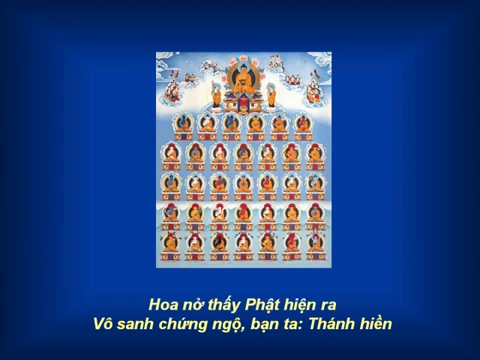 Hoa nở thấy Phật hiện ra
Vô sanh chứng ngộ, bạn ta: Thánh hiền